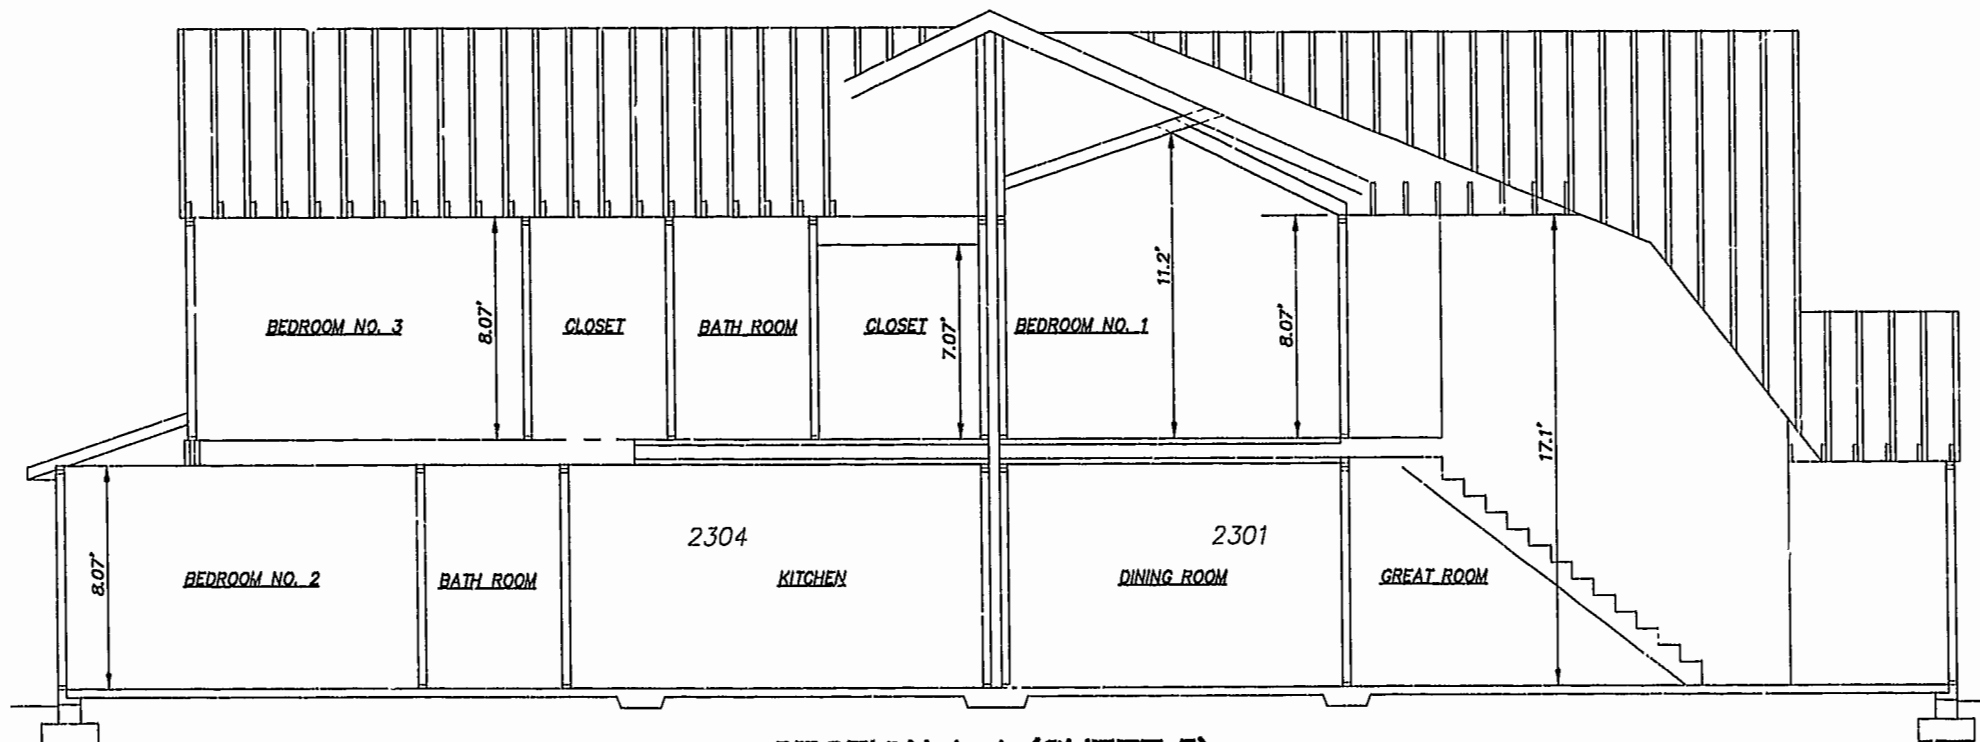 BEDROOM NO. 3
8.07'
CLOSET
BATH ROOM
CLOSET
7.07'
BEDROOM NO. 1
11.2'
8.07'
17.1'
8.07'
BEDROOM NO. 2
BATH ROOM
2304
KITCHEN
2301
DINING ROOM
GREAT ROOM